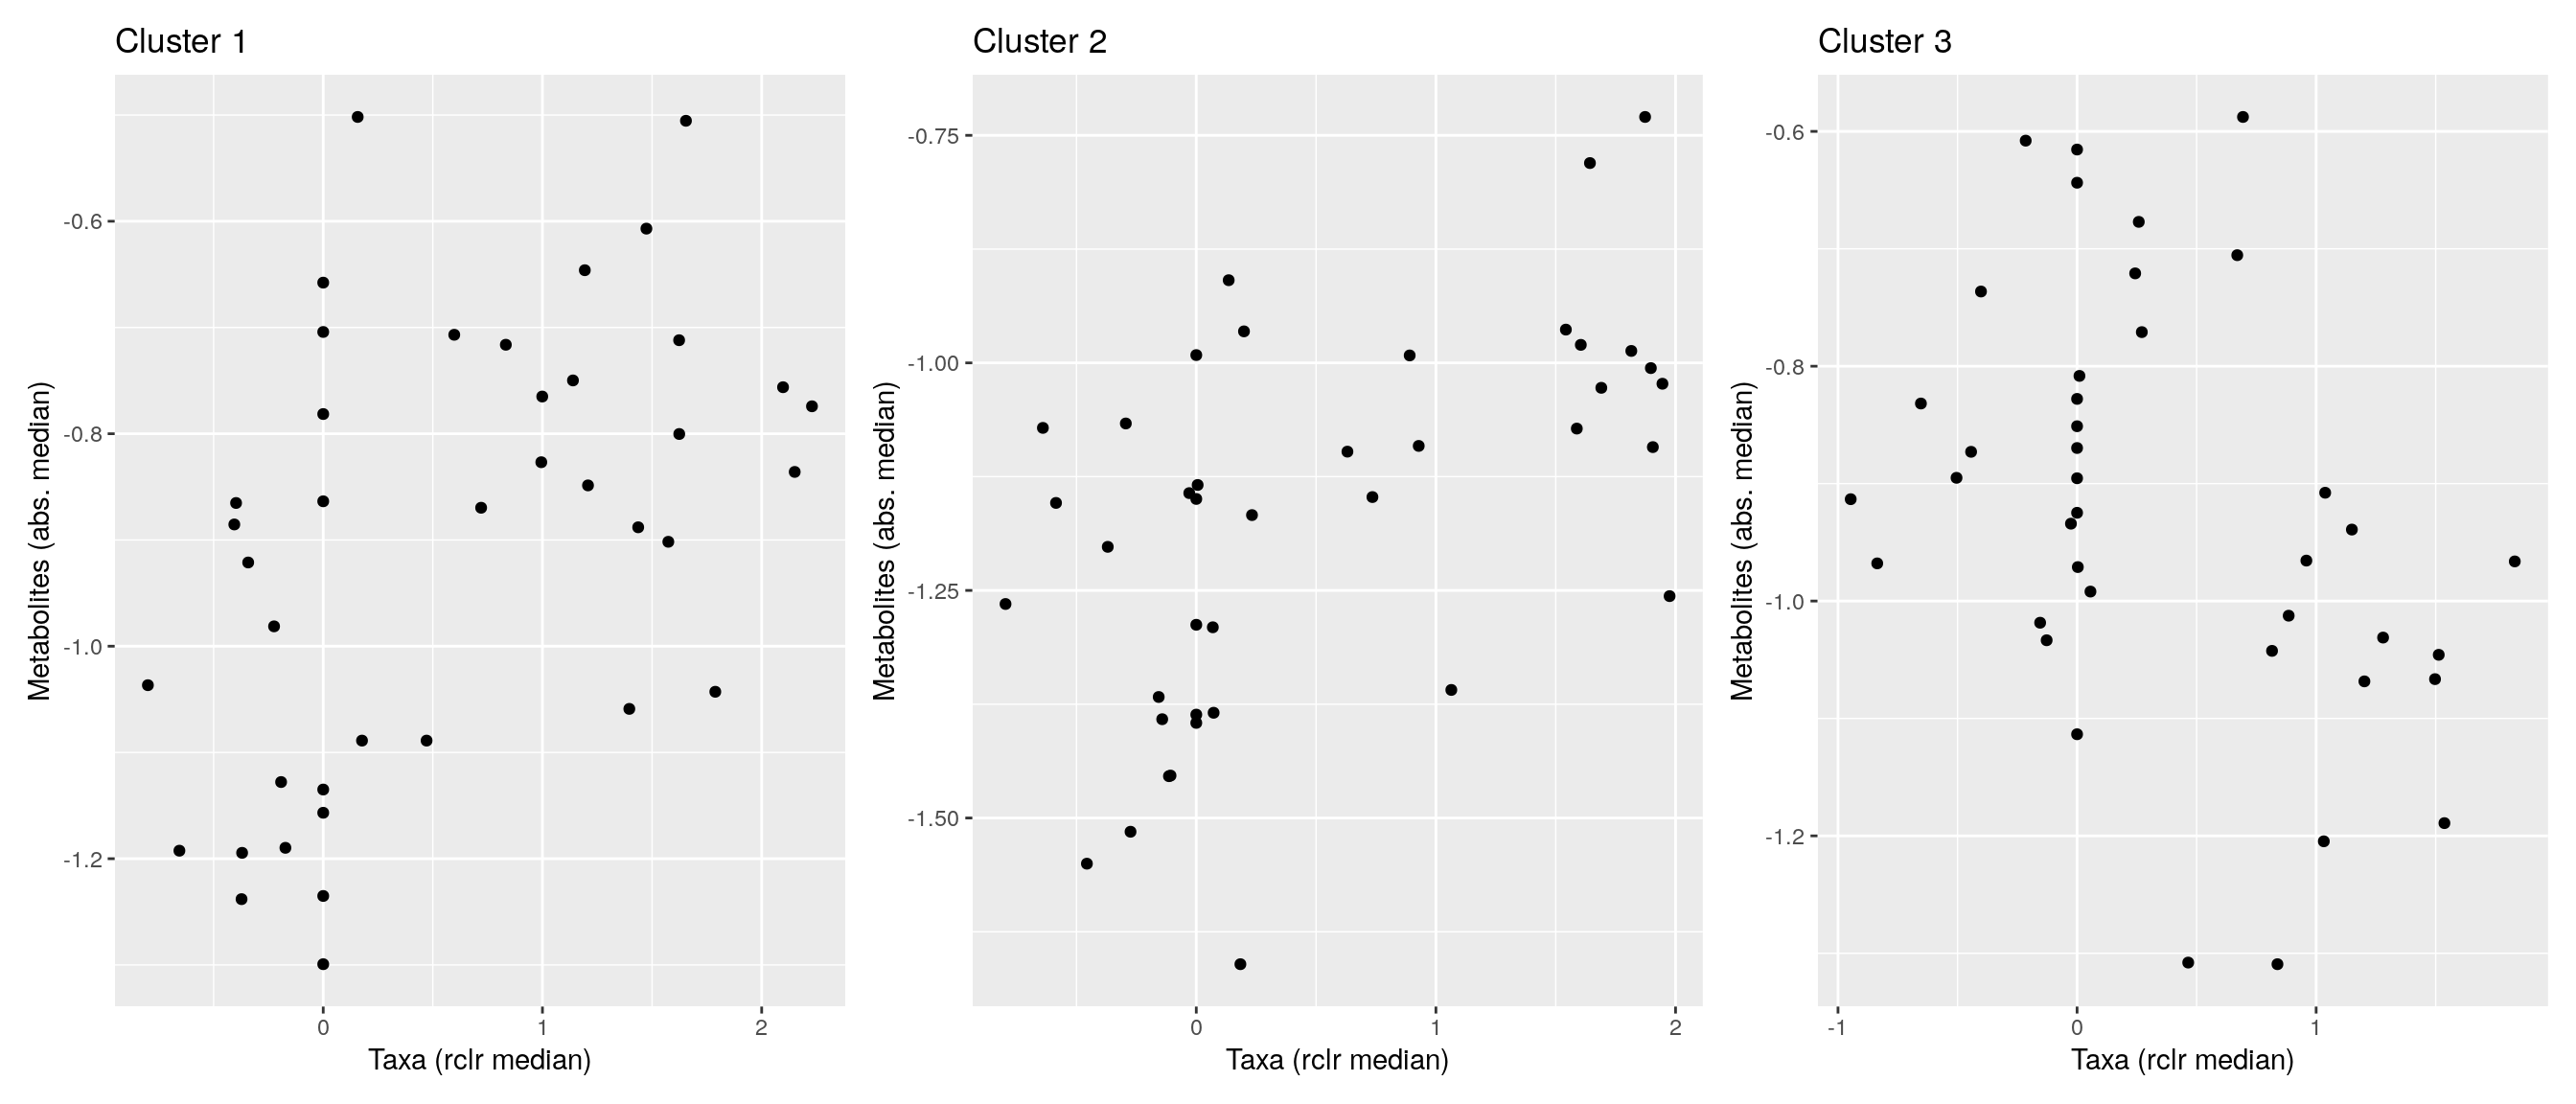 Cluster 1
Metabolites (abs. median)
-0.6
-0.8
-1.0
-1.2
0 1 2
Taxa (rclr median)
Cluster 2
Metabolites (abs. median)
-0.75
-1.00
-1.25
-1.50
0 1 2
Taxa (rclr median)
Cluster 3
Metabolites (abs. median)
-0.6
-0.8
-1.0
-1.2
-1 0 1
Taxa (rclr median)